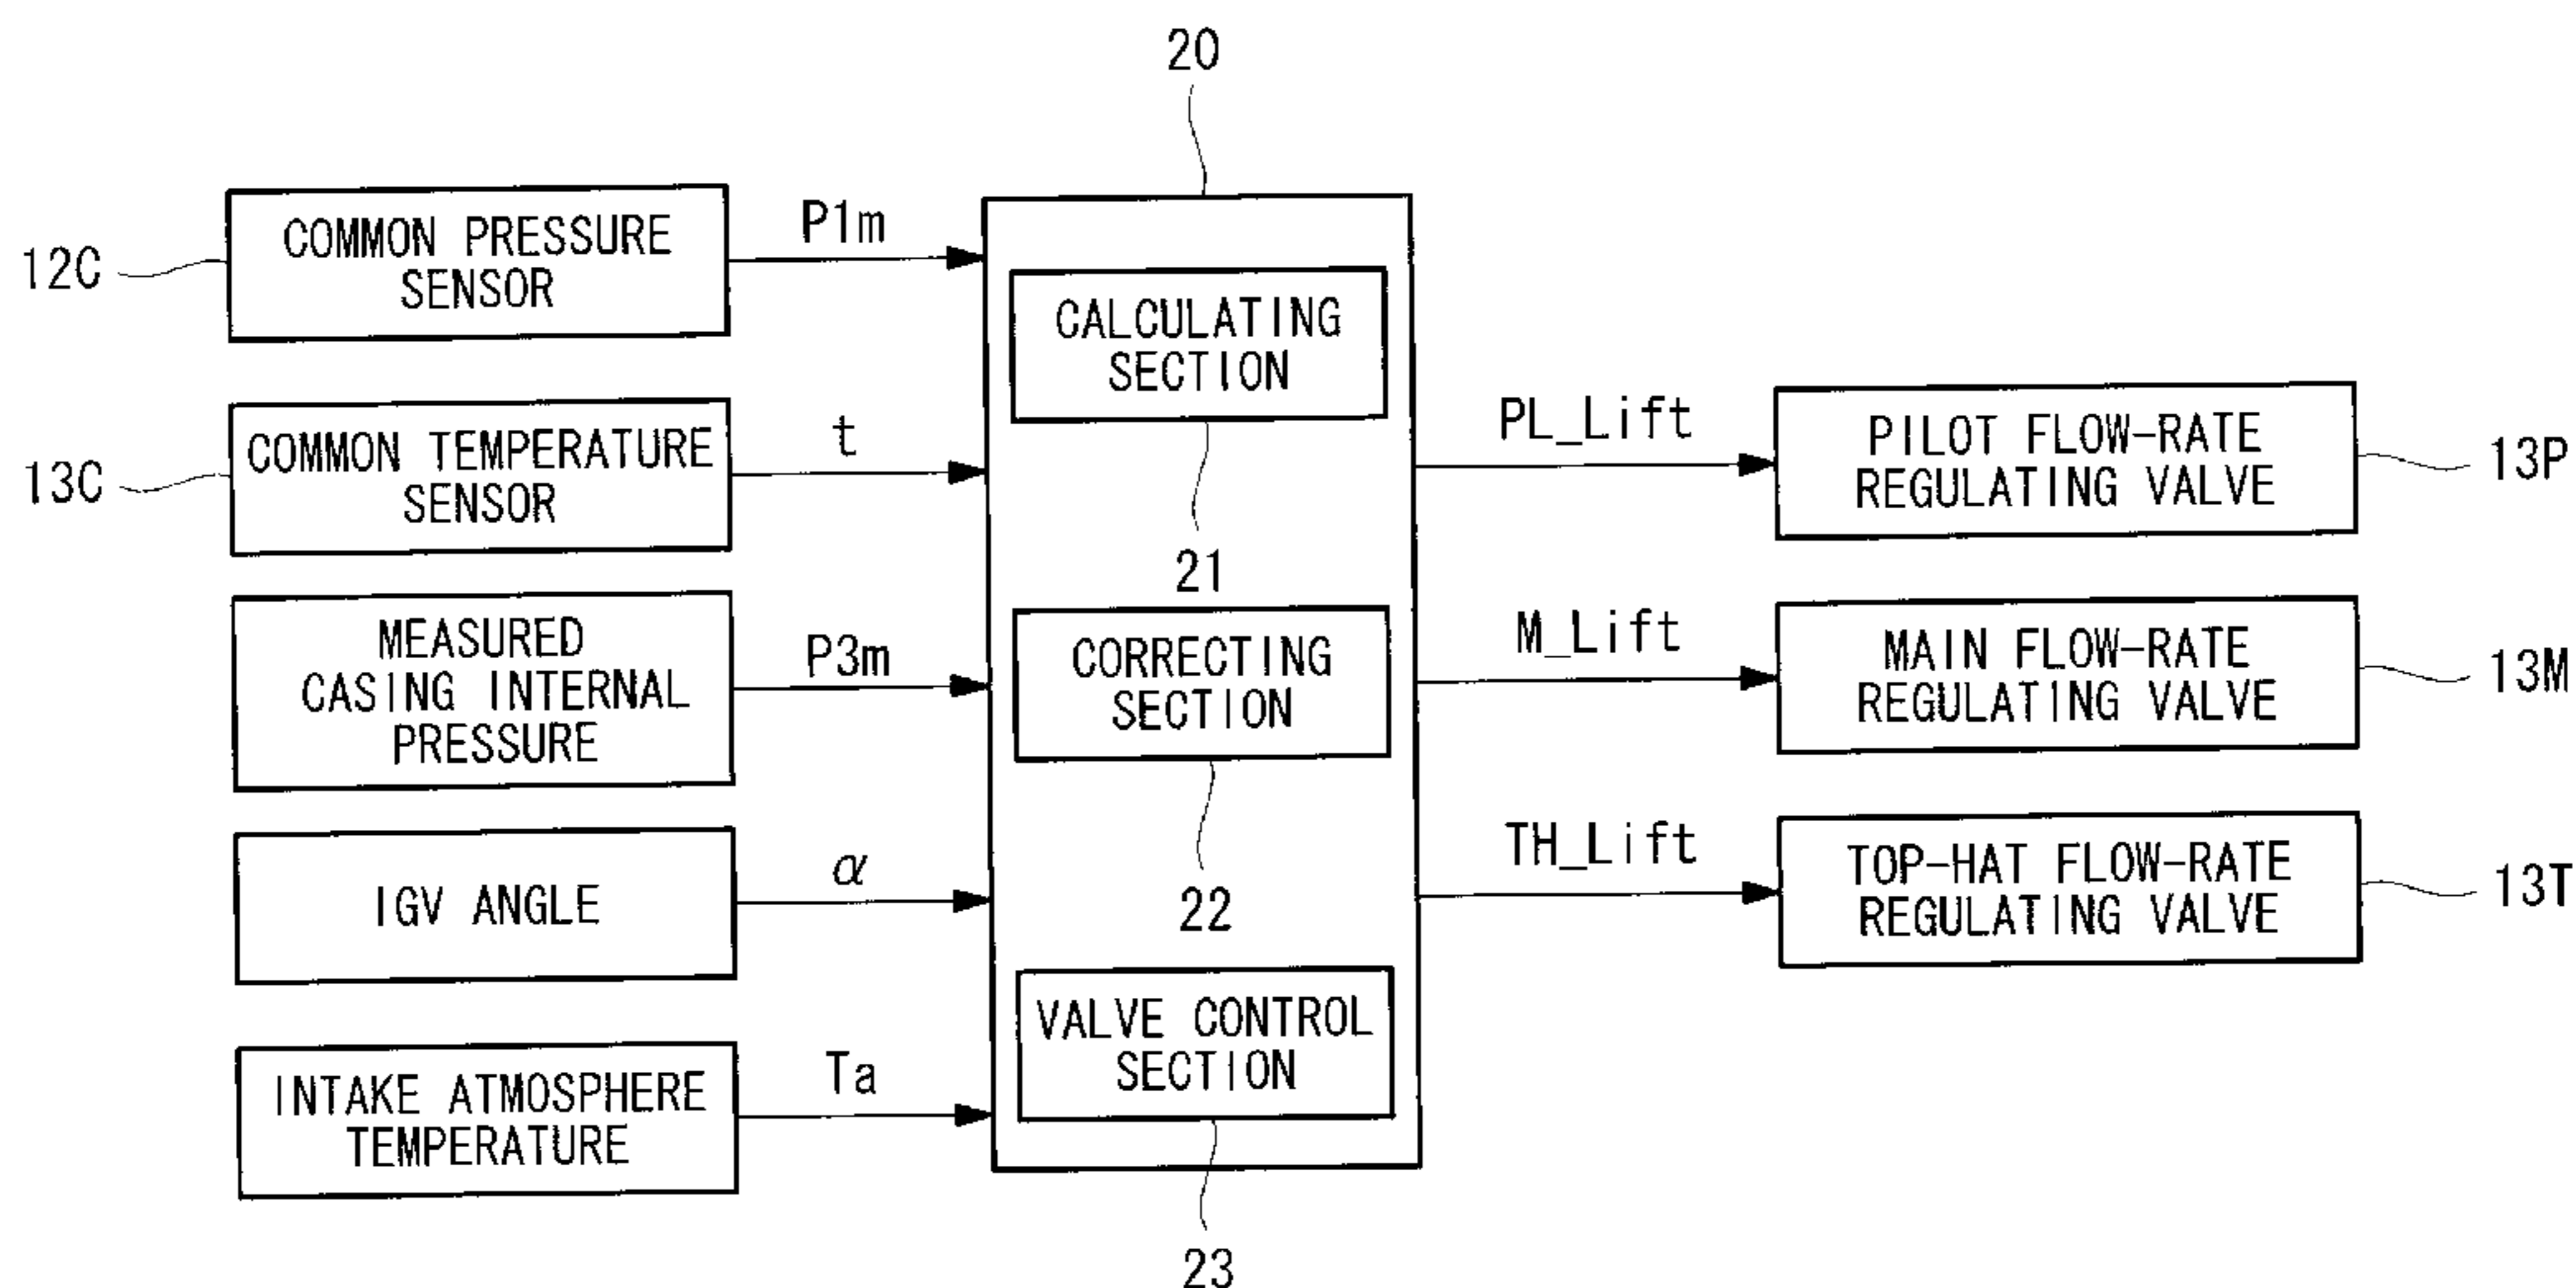 20
12C
COMMON PRESSURE
SENSOR
P1m
13C
COMMON TEMPERATURE
SENSOR
t
MEASURED
CASING INTERNAL
PRESSURE
P3m
IGV ANGLE
α
INTAKE ATMOSPHERE
TEMPERATURE
Ta
CALCULATING
SECTION
21
CORRECTING
SECTION
22
VALVE CONTROL
SECTION
23
PL_Lift
PILOT FLOW-RATE
REGULATING VALVE
13P
M_Lift
MAIN FLOW-RATE
REGULATING VALVE
13M
TH_Lift
TOP-HAT FLOW-RATE
REGULATING VALVE
13T